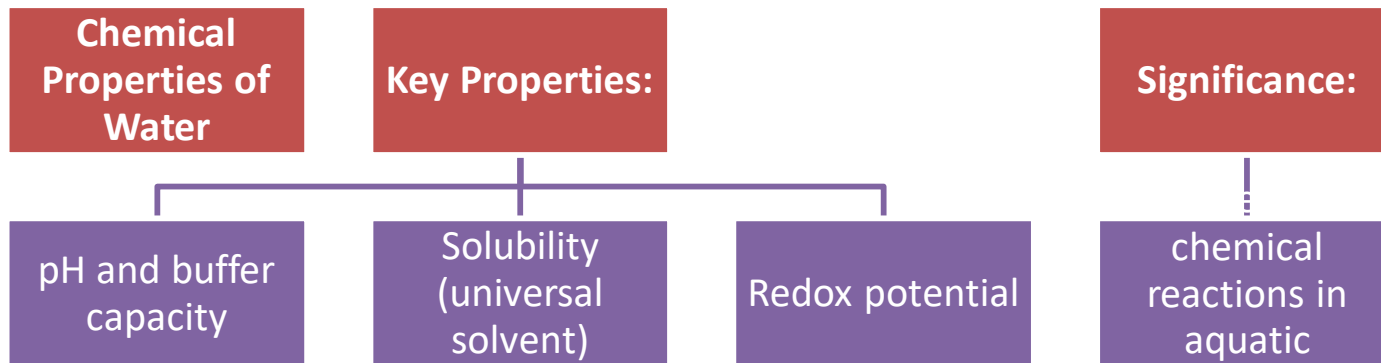 Chemical
Properties of
Water
Key Properties:
Significance:
pH and buffer
capacity
Solubility
(universal
solvent)
Redox potential
chemical
reactions in
aquatic